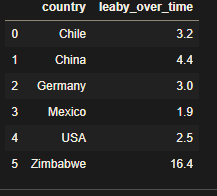 country leaby_over_time
0 Chile 3.2
1 China 4.4
2 Germany 3.0
3 Mexico 1.9
4 USA 2.5
5 Zimbabwe 16.4